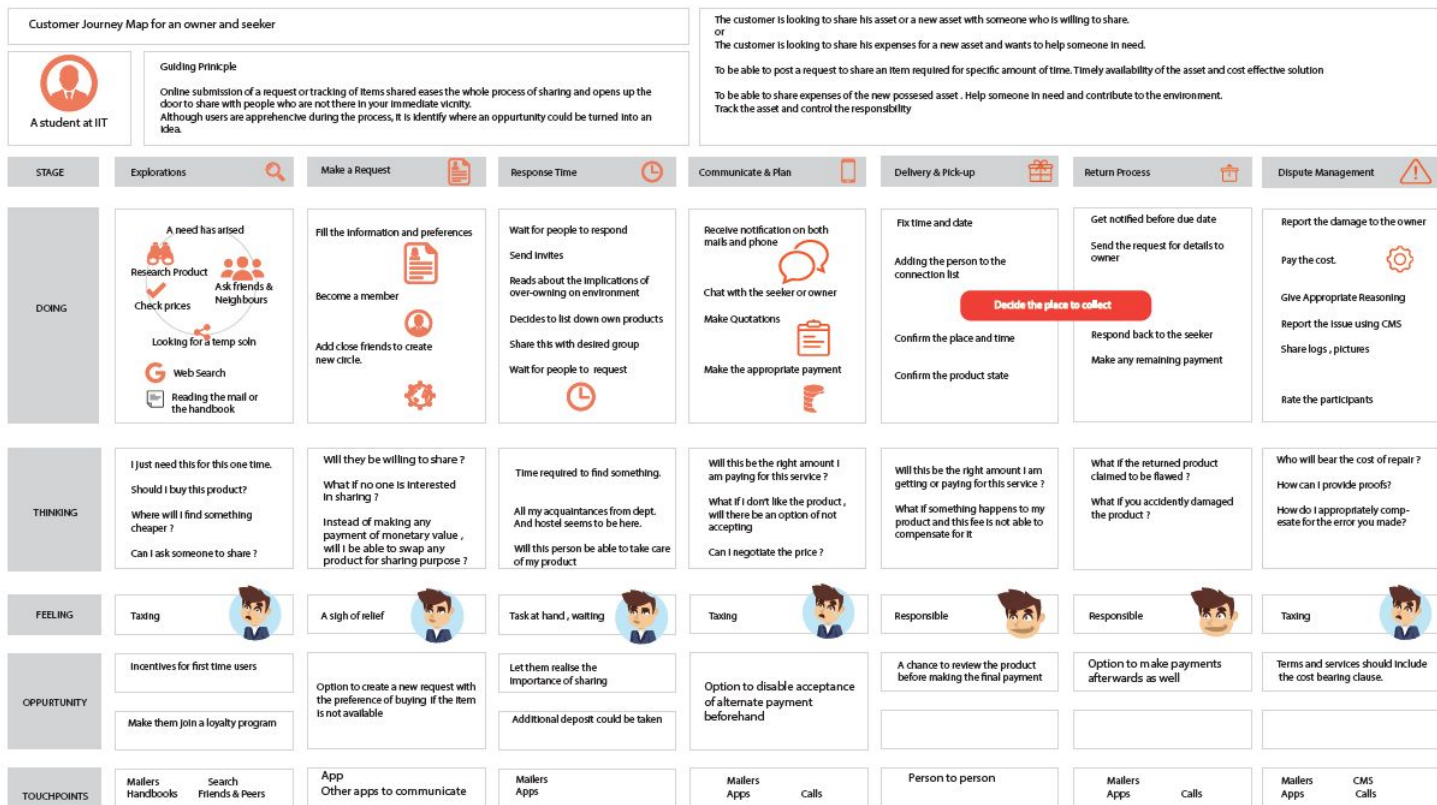 Customer Journey Map for an owner and seeker
The customer is looking to share his asset or a new asset with someone who is willing to share.
or
The customer is looking to share his expenses for a new asset and wants to help someone in need.
To be able to post a request to share an item required for specific amount of time. Timely availability of the asset and cost effective solution
To be able to share expenses of the new possesed asset . Help someone in need and contribute to the environment.
Track the asset and control the responsibility
A student at IIT
Guiding Prinicple
Online submission of a request or tracking of items shared eases the whole process of sharing and opens up the
door to share with people who are not there in your immediate vicnity.
Although users are apprehencive during the process, it is identify where an oppurtunity could be turned into an
idea.
STAGE
Explorations
Make a Request
Response Time
Communicate & Plan
Delivery & Pick-up
Return Process
Dispute Management
DOING
A need has arised
Research Product
Ask friends &
Neighbours
Check prices
Looking for a temp soln
Web Search
Reading the mail or
the handbook
Fill the information and preferences
Become a member
Add close friends to create
new circle.
Wait for people to respond
Send invites
Reads about the implications of
over-owning on environment
Decides to list down own products
Share this with desired group
Wait for people to request
Receive notification on both
mails and phone
Chat with the seeker or owner
Make Quotations
Make the appropriate payment
Fix time and date
Adding the person to the
connection list
Decide the place to collect
Confirm the place and time
Confirm the product state
Get notified before due date
Send the request for details to
owner
Respond back to the seeker
Make any remaining payment
Report the damage to the owner
Pay the cost.
Give Appropriate Reasoning
Report the issue using CMS
Share logs , pictures
Rate the participants
THINKING
I just need this for this one time.
Should I buy this product?
Where will I find something
cheaper ?
Can I ask someone to share ?
Will they be willing to share ?
What if no one is interested
in sharing ?
Instead of making any
payment of monetary value ,
will I be able to swap any
product for sharing purpose ?
Time required to find something.
All my acquaintances from dept.
And hostel seems to be here.
Will this person be able to take care
of my product
Will this be the right amount I
am paying for this service ?
What if I don't like the product ,
will there be an option of not
accepting
Can I negotiate the price ?
Will this be the right amount I am
getting or paying for this service ?
What if something happens to my
product and this fee is not able to
compensate for it
What if the returned product
claimed to be flawed ?
What if you accidently damaged
the product ?
Who will bear the cost of repair ?
How can I provide proofs?
How do I appropriately comp-
esate for the error you made?
FEELING
Taxing
A sigh of relief
Task at hand , waiting
Taxing
Responsible
Responsible
Taxing
OPPURTUNITY
Incentives for first time users
Make them join a loyalty program
Option to create a new request with
the preference of buying if the item
is not available
Let them realise the
importance of sharing
Additional deposit could be taken
Option to disable acceptance
of alternate payment
beforehand
A chance to review the product
before making the final payment
Option to make payments
afterwards as well
Terms and services should include
the cost bearing clause.
TOUCHPOINTS
Mailers Search
Handbooks Friends & Peers
App
Other apps to communicate
Mailers
Apps
Mailers
Apps Calls
Person to person
Mailers
Apps Calls
Mailers CMS
Apps Calls